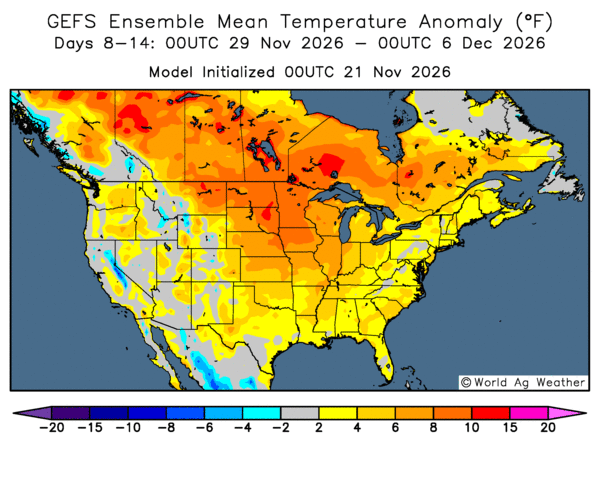 GEFS Ensemble Mean Temperature Anomaly (°F)
Days 8-14: 00UTC 29 Nov 2026 - 00UTC 6 Dec 2026
Model Initialized 00UTC 21 Nov 2026
© World Ag Weather
-20 -15 -10 -8 -6 -4 -2 2 4 6 8 10 15 20